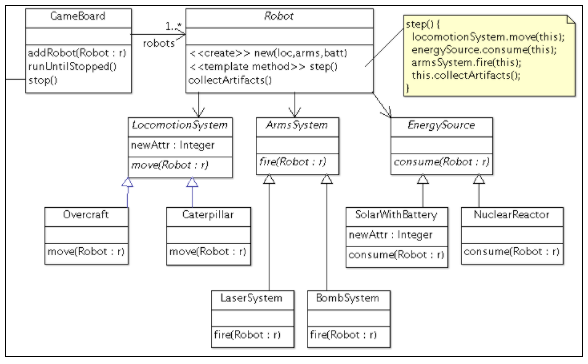 GameBoard
addRobot(Robot : r)
runUntilStopped()
stop()
1..*
robots
Robot
<<create>> new(loc,arms,batt)
<<template method>> step()
collectArtifacts()
step() {
locomotionSystem.move(this);
energySource.consume(this);
armsSystem.fire(this);
this.collectArtifacts();
}
LocomotionSystem
newAttr : Integer
move(Robot : r)
ArmsSystem
fire(Robot : r)
EnergySource
consume(Robot : r)
Overcraft
move(Robot : r)
Caterpillar
move(Robot : r)
SolarWithBattery
newAttr : Integer
consume(Robot : r)
NuclearReactor
consume(Robot : r)
LaserSystem
fire(Robot : r)
BombSystem
fire(Robot : r)